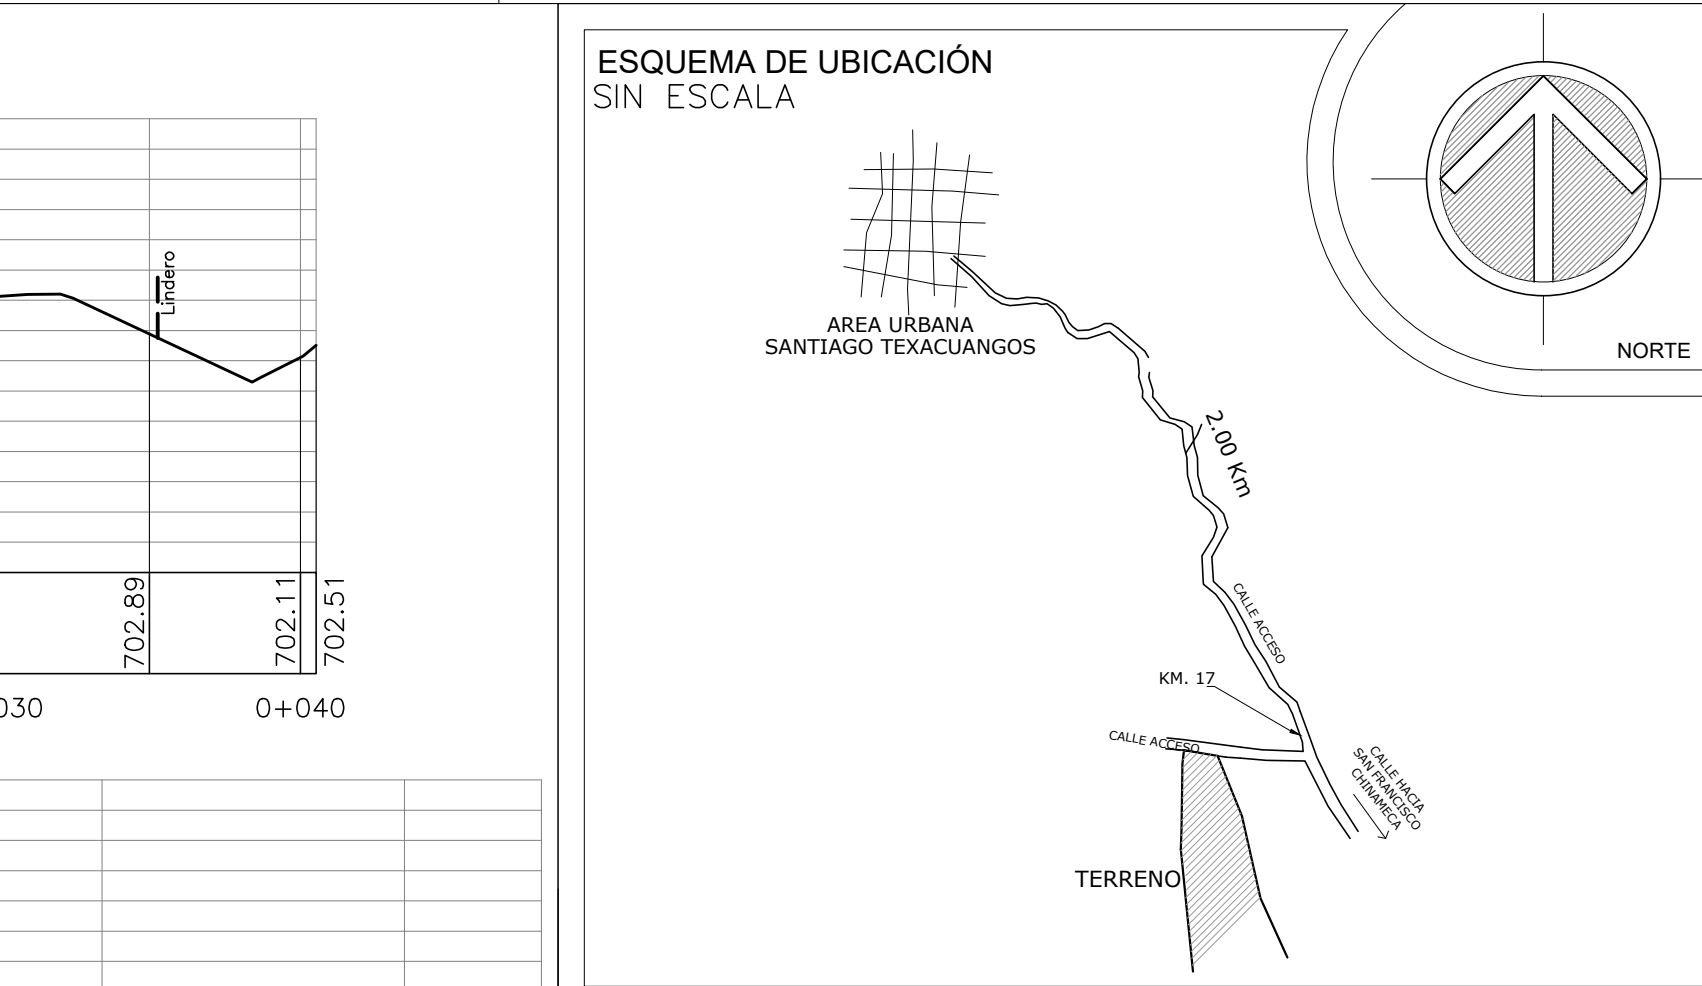 ESQUEMA DE UBICACIÓN
SIN ESCALA
AREA URBANA
SANTIAGO TEXACUANGOS
NORTE
2.00 Km
CALLE ACCESO
KM. 17
CALLE ACCESO
CALLE HACIA
SAN FRANCISCO
CHINAMECA
TERRENO
Lindero
702.89
702.11
702.51
0+040